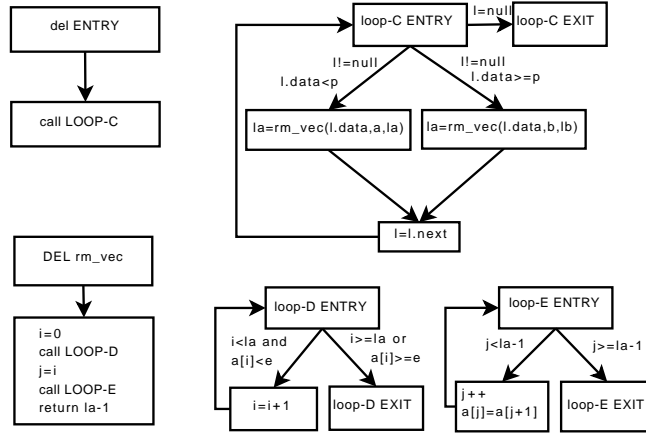 del ENTRY
call LOOP-C
loop-C ENTRY
l=null
loop-C EXIT
l!=null
l.data<p
l!=null
l.data>=p
la=rm_vec(l.data,a,la)
la=rm_vec(l.data,b,lb)
l=l.next
DEL rm_vec
i=0
call LOOP-D
j=i
call LOOP-E
return la-1
loop-D ENTRY
i<la and
a[i]<e
i>=la or
a[i]>=e
i=i+1
loop-D EXIT
loop-E ENTRY
j<la-1
j>=la-1
j++
a[j]=a[j+1]
loop-E EXIT